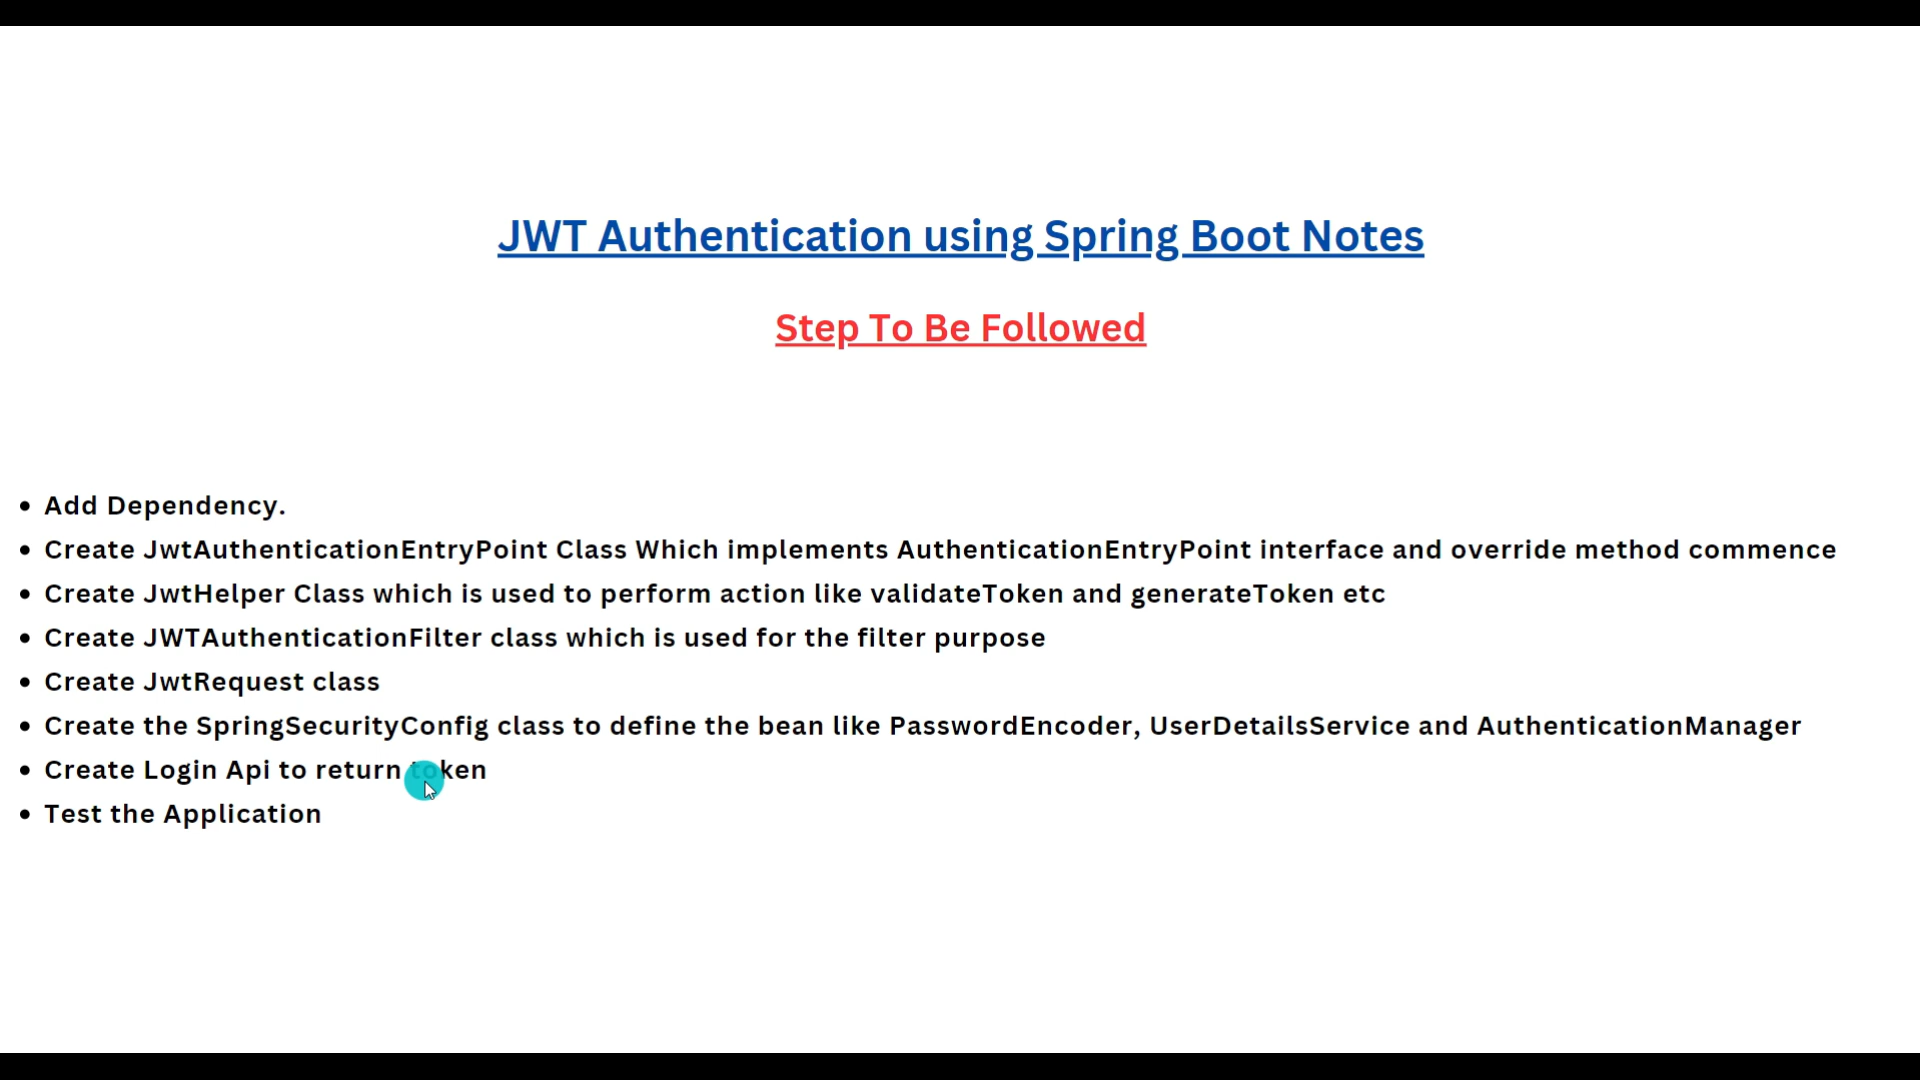 JWT Authentication using Spring Boot Notes
Step To Be Followed
• Add Dependency.
• Create JwtAuthenticationEntryPoint Class Which implements AuthenticationEntryPoint interface and override method commence
• Create JwtHelper Class which is used to perform action like validateToken and generateToken etc
• Create JWTAuthenticationFilter class which is used for the filter purpose
• Create JwtRequest class
• Create the SpringSecurityConfig class to define the bean like PasswordEncoder, UserDetailsService and AuthenticationManager
• Create Login Api to return token
• Test the Application